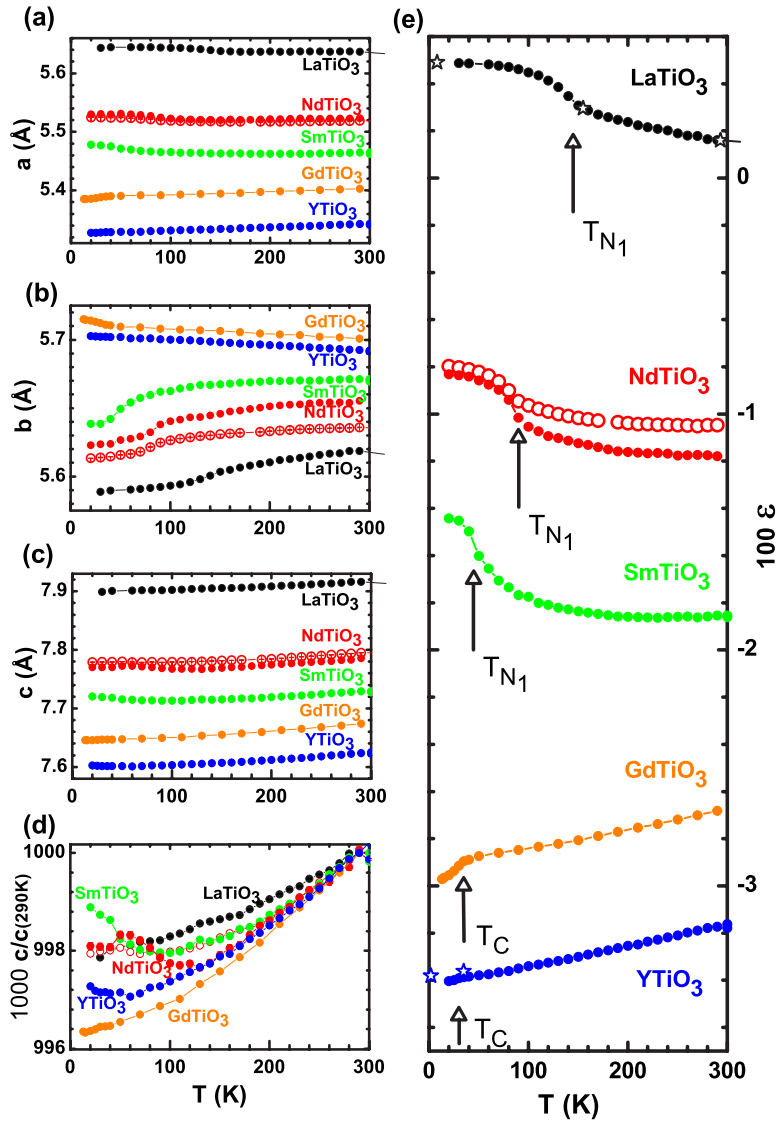 (a)
5.6
5.5
5.4
a (Å)
LaTiO3
NdTiO3
SmTiO3
GdTiO3
YTiO3
0 100 200 300
(b)
5.7
5.6
b (Å)
GdTiO3
YTiO3
SmTiO3
NdTiO3
LaTiO3
0 100 200 300
(c)
7.9
7.8
7.7
7.6
c (Å)
LaTiO3
NdTiO3
SmTiO3
GdTiO3
YTiO3
0 100 200 300
(d)
1000
998
996
1000 c/c(290K)
SmTiO3
LaTiO3
NdTiO3
YTiO3
GdTiO3
0 100 200 300
T (K)
(e)
LaTiO3
0
TN1
NdTiO3
-1
TN1
100 ε
SmTiO3
-2
TN1
GdTiO3
-3
TC
YTiO3
TC
0 100 200 300
T (K)